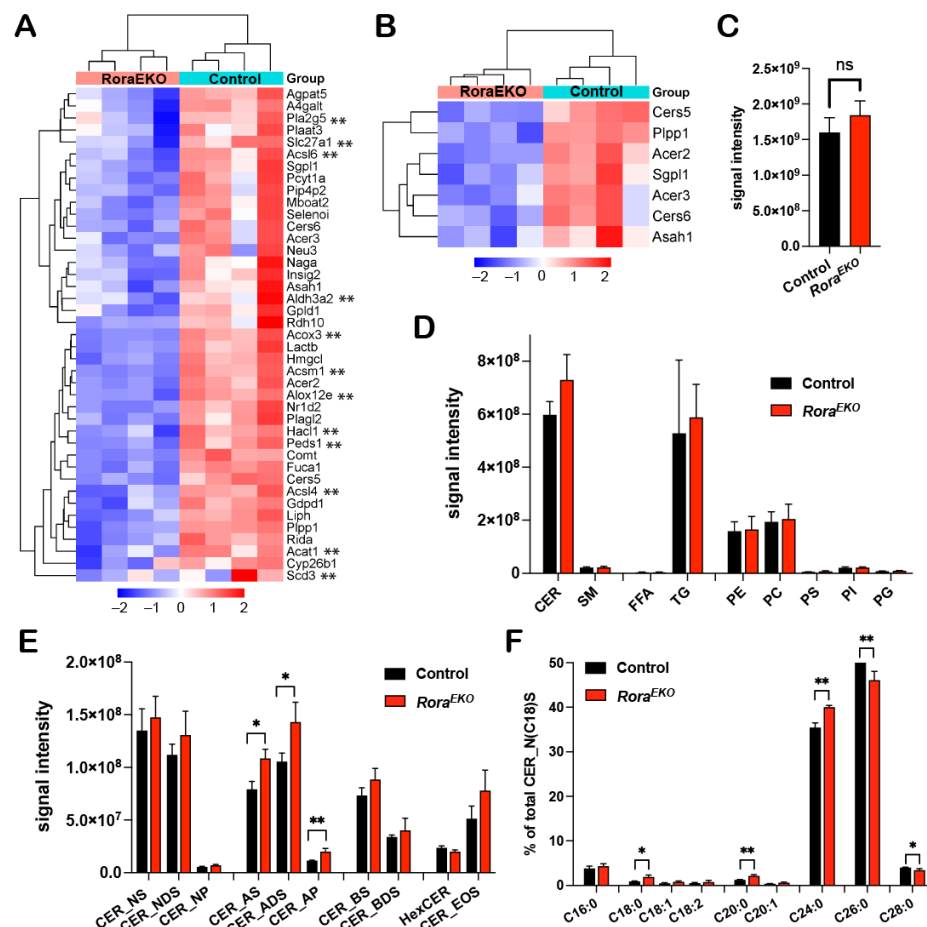 A
RoraEKO Control Group
Agpat5
A4galt
Pla2g5 **
Plaat3
Slc27a1 **
Acsl6 **
Sgpl1
Pcyt1a
Pip4p2
Mboat2
Selenoi
Cers6
Acer3
Neu3
Naga
Insig2
Asah1
Aldh3a2 **
Gpld1
Rdh10
Acox3 **
Lactb
Hmgcl
Acsm1 **
Acer2
Alox12e **
Nr1d2
Plagl2
Hacl1 **
Peds1 **
Comt
Fuca1
Cers5
Acsl4 **
Gdpd1
Liph
Plpp1
Rida
Acat1 **
Cyp26b1
Scd3 **
−2 −1 0 1 2
B
RoraEKO Control Group
Cers5
Plpp1
Acer2
Sgpl1
Acer3
Cers6
Asah1
−2 −1 0 1 2
C
ns
signal intensity
2.5×10⁹
2.0×10⁹
1.5×10⁹
1.0×10⁹
5.0×10⁸
0.0
Control
Rora^EKO
D
signal intensity
8×10⁸
6×10⁸
4×10⁸
2×10⁸
0
Control
Rora^EKO
CER SM FFA TG PE PC PS PI PG
E
signal intensity
2.0×10⁸
1.5×10⁸
1.0×10⁸
5.0×10⁷
0.0
Control
Rora^EKO
* * **
CER_NS CER_NDS CER_NP CER_AS CER_ADS CER_AP CER_BS CER_BDS HexCER CER_EOS
F
% of total CER_N(C18)S
50
40
30
20
10
0
Control
Rora^EKO
* ** ** ** *
C16:0 C18:0 C18:1 C18:2 C20:0 C20:1 C24:0 C26:0 C28:0